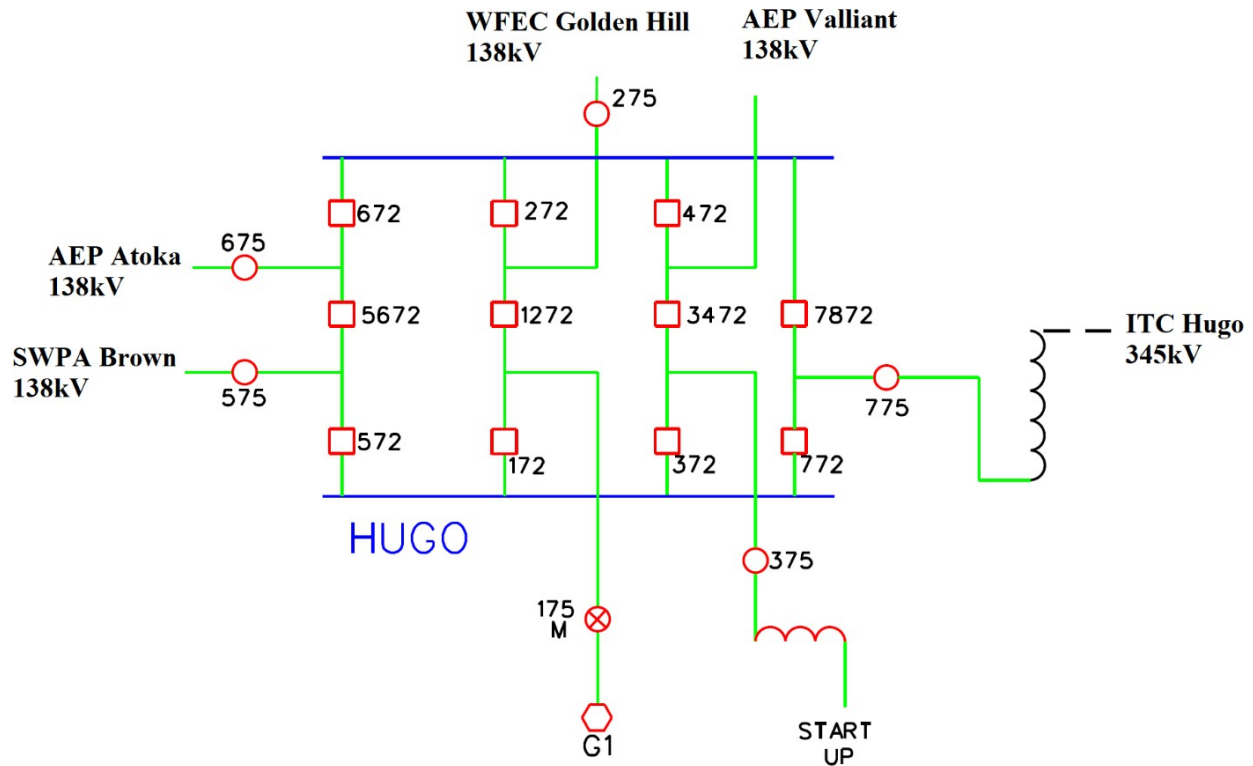 WFEC Golden Hill
138kV
AEP Valliant
138kV
275
672
272
472
675
AEP Atoka
138kV
5672
1272
3472
7872
ITC Hugo
345kV
SWPA Brown
138kV
575
775
572
172
372
772
HUGO
375
175
M
G1
START
UP